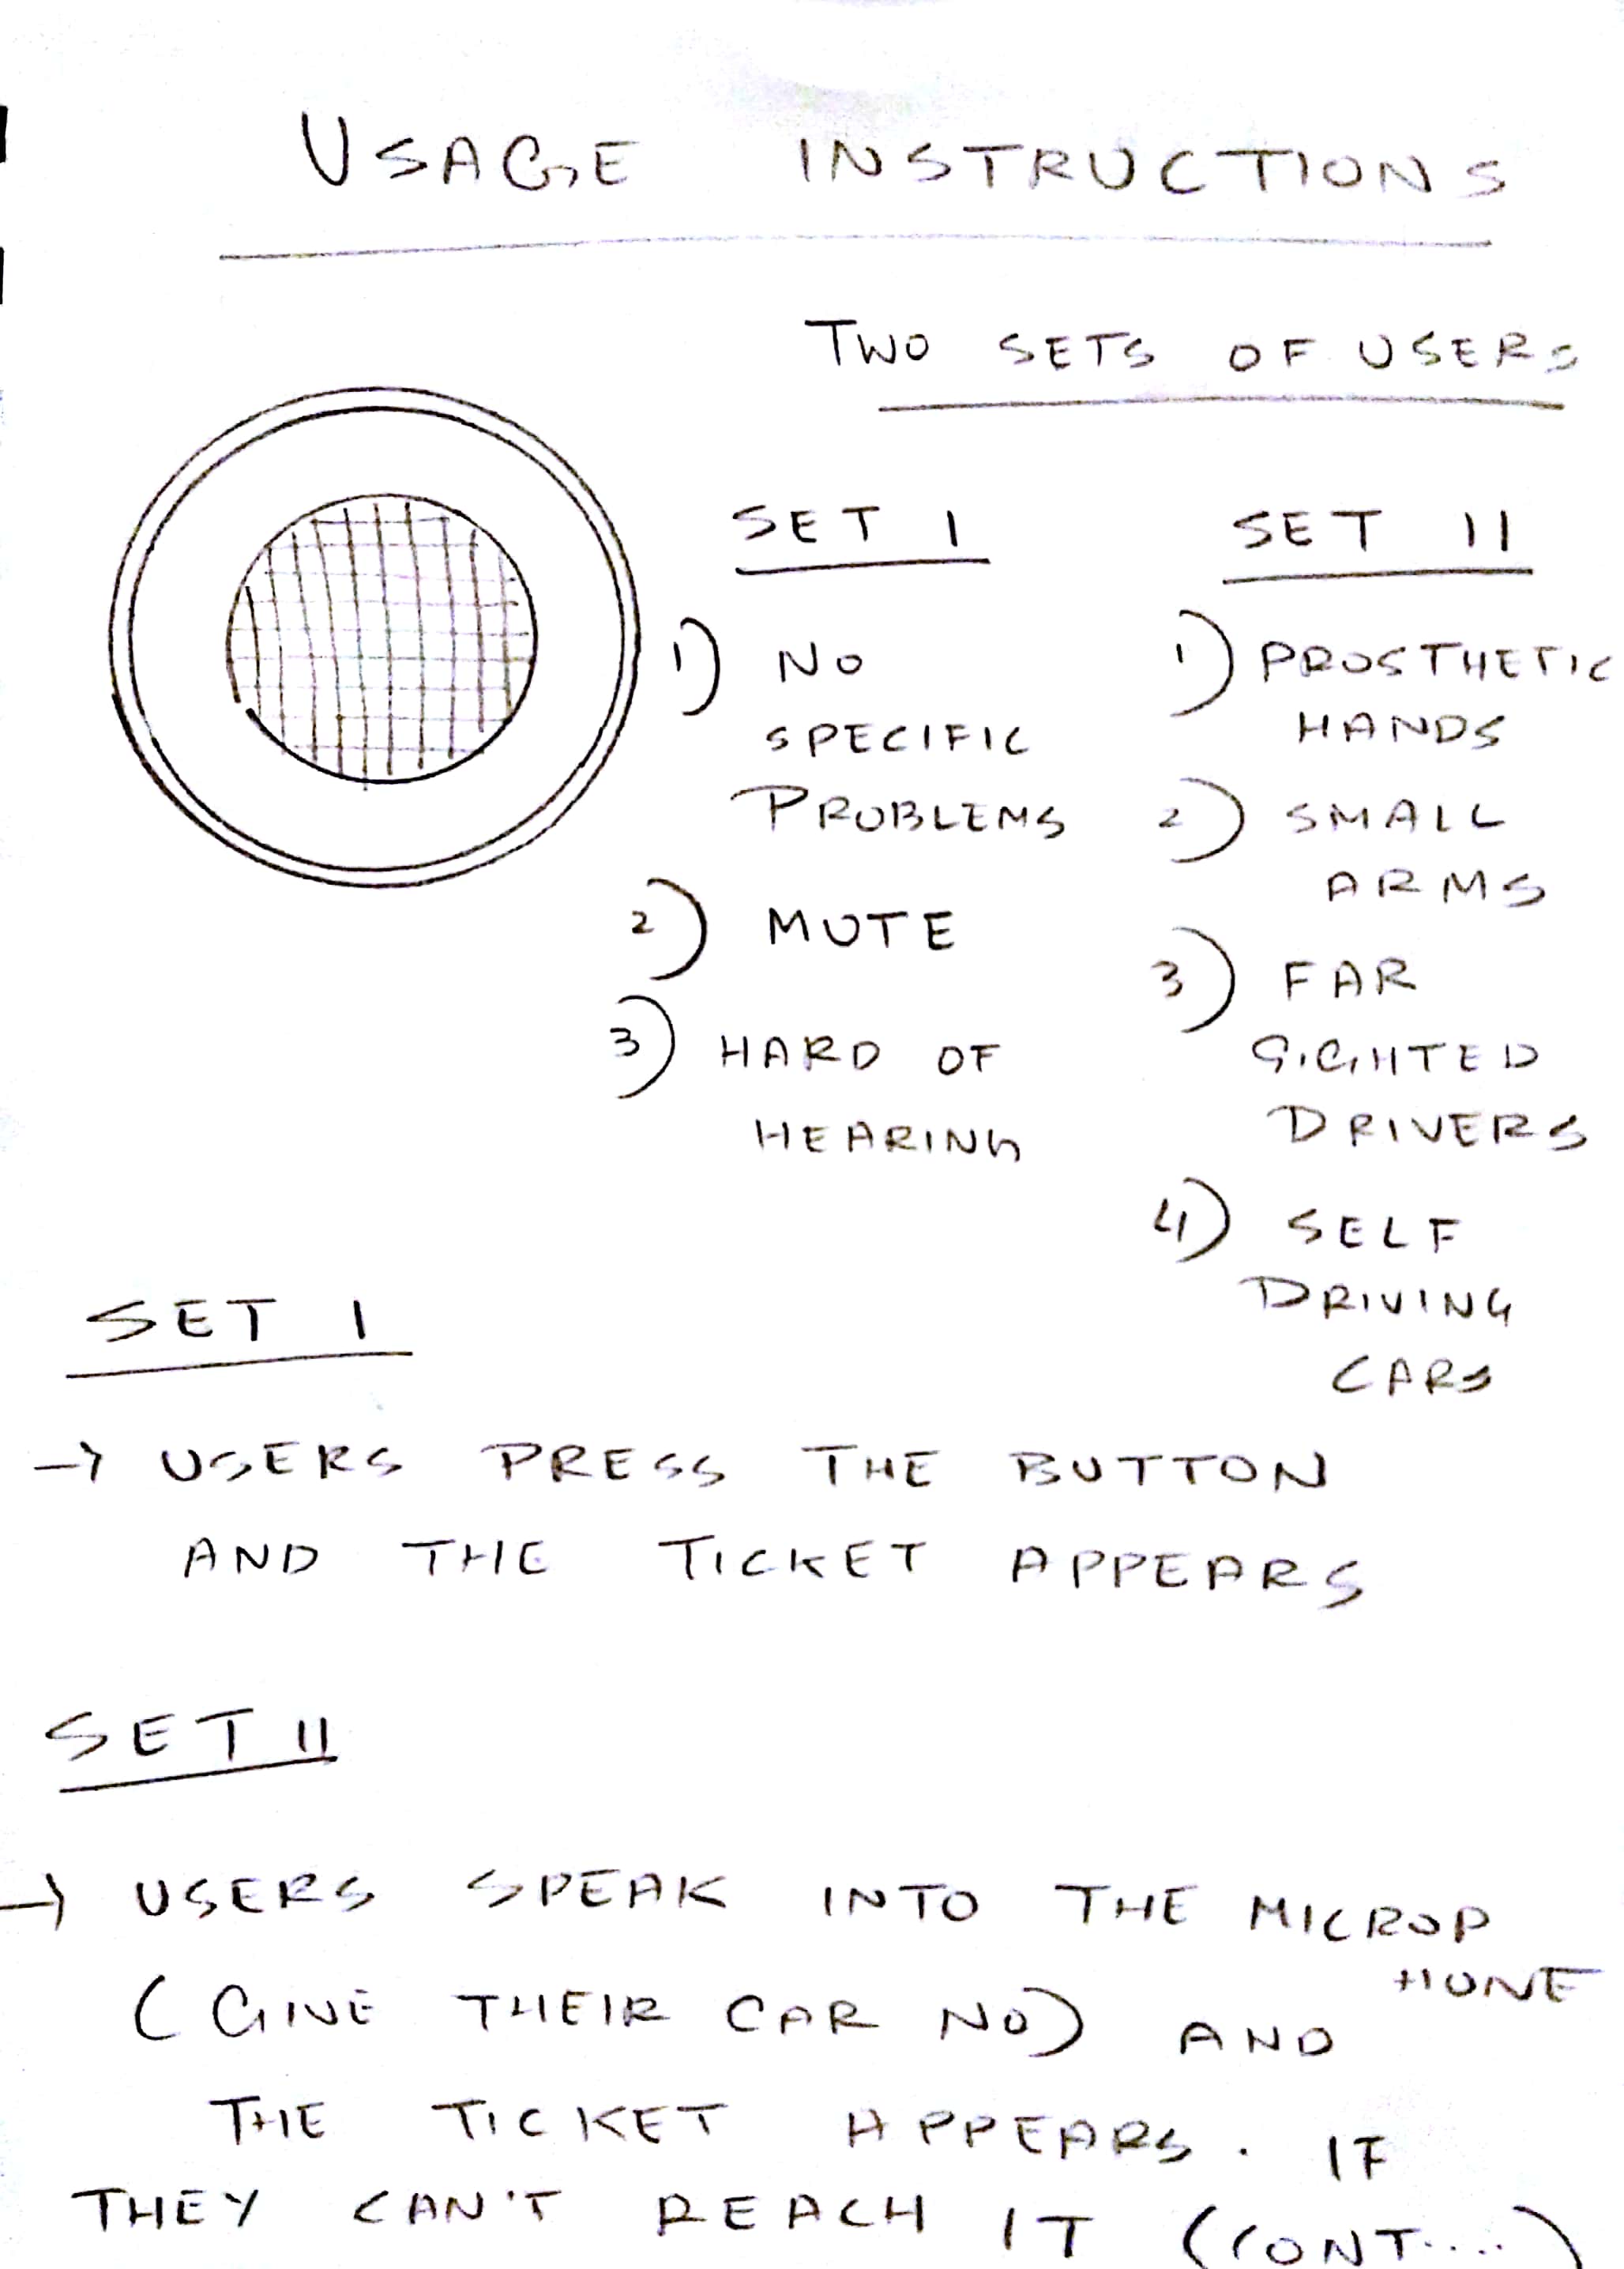 USAGE INSTRUCTIONS
TWO SETS OF USERS
SET I
1) NO
SPECIFIC
PROBLEMS
2) MUTE
3) HARD OF
HEARING
SET II
1) PROSTHETIC
HANDS
2) SMALL
ARMS
3) FAR
SIGHTED
DRIVERS
4) SELF
DRIVING
CARS
SET I
→ USERS PRESS THE BUTTON
AND THE TICKET APPEARS
SET II
→ USERS SPEAK INTO THE MICROP
HONE
(GIVE THEIR CAR NO) AND
THE TICKET APPEARS. IF
THEY CAN'T REACH IT (CONT....)